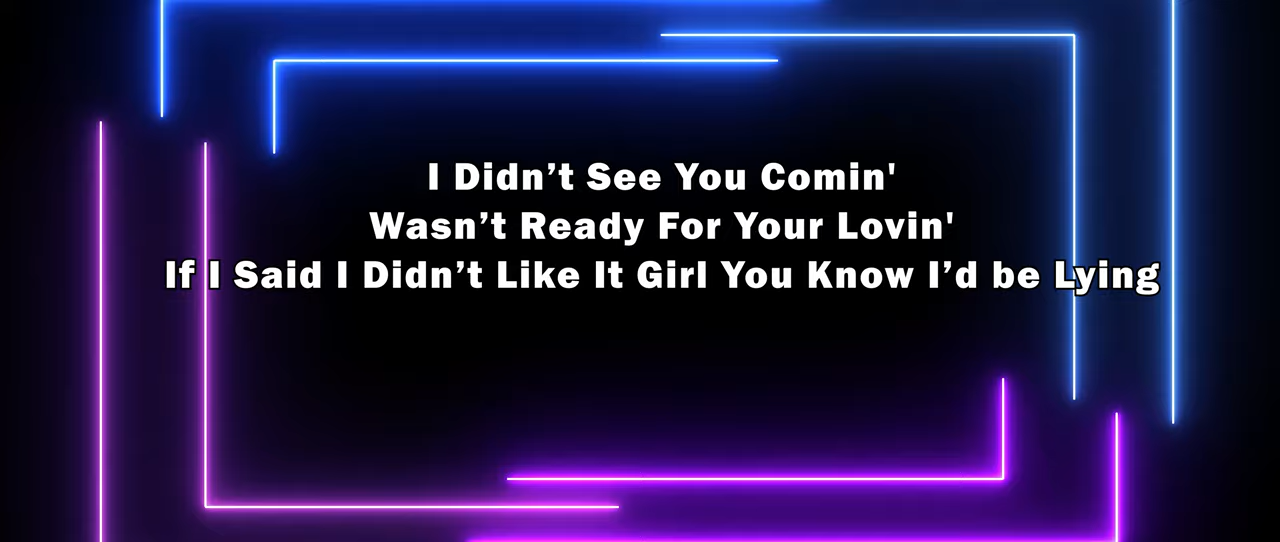 I Didn’t See You Comin'
Wasn’t Ready For Your Lovin'
If I Said I Didn’t Like It Girl You Know I’d be Lying